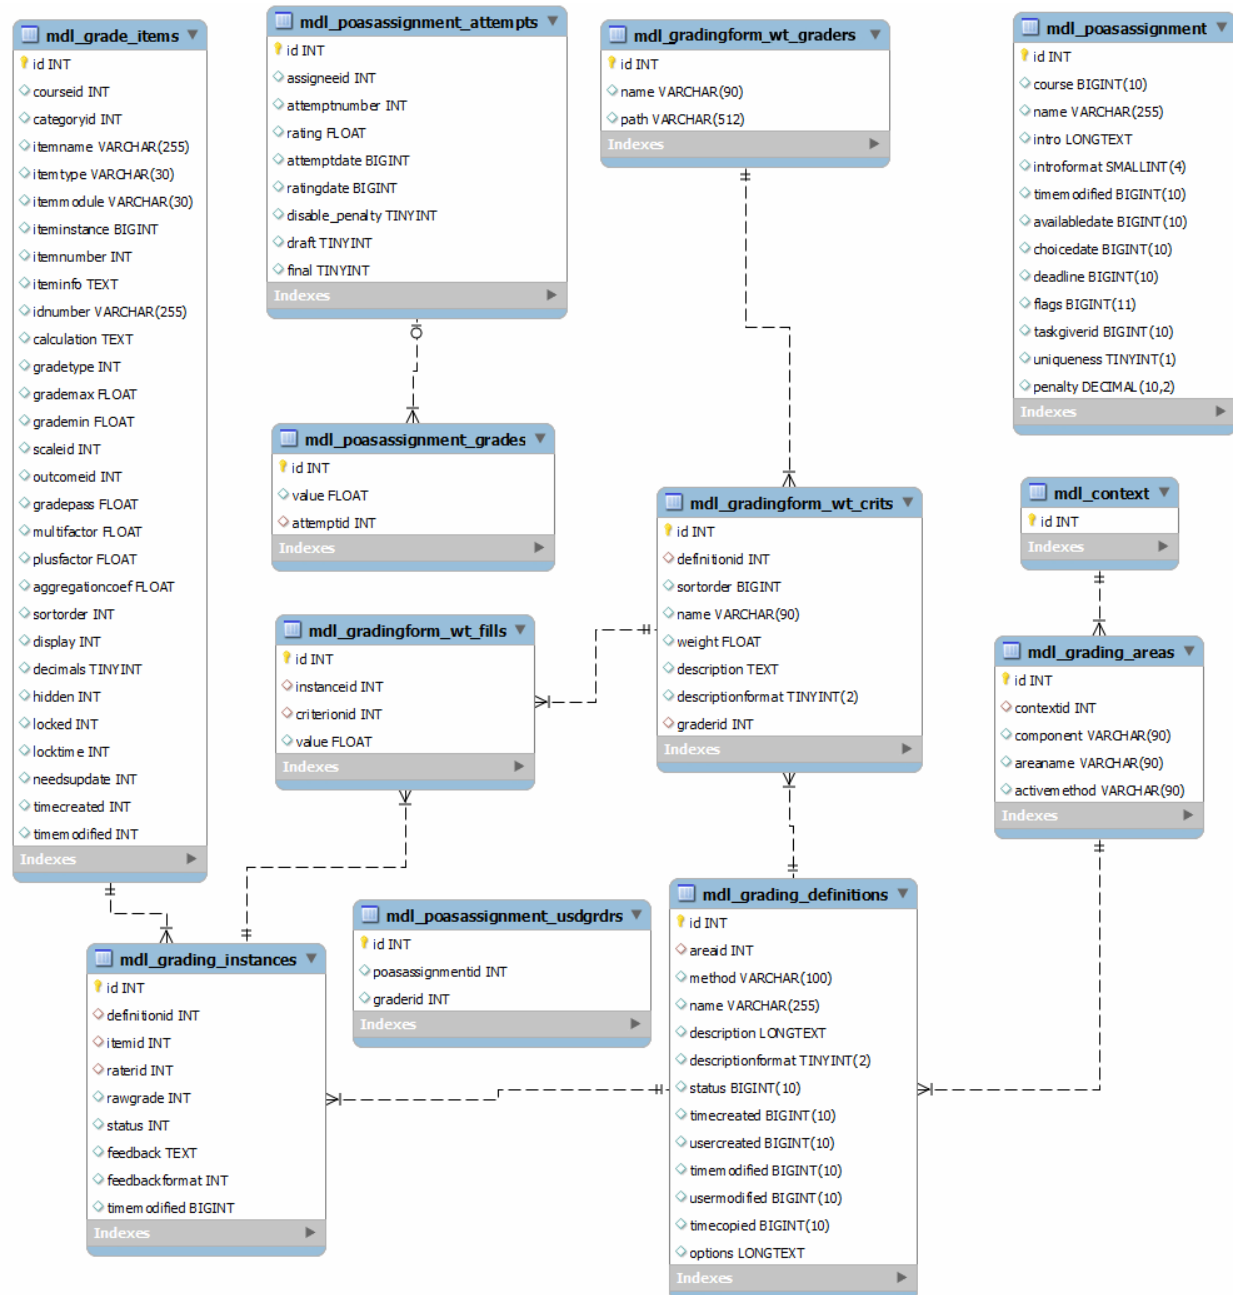 mdl_grade_items
id INT
courseid INT
categoryid INT
itemname VARCHAR(255)
itemtype VARCHAR(30)
itemmodule VARCHAR(30)
iteminstance BIGINT
itemnumber INT
iteminfo TEXT
idnumber VARCHAR(255)
calculation TEXT
gradetype INT
grademax FLOAT
grademin FLOAT
scaleid INT
outcomeid INT
gradepass FLOAT
multifactor FLOAT
plusfactor FLOAT
aggregationcoef FLOAT
sortorder INT
display INT
decimals TINYINT
hidden INT
locked INT
locktime INT
needsupdate INT
timecreated INT
timemodified INT
Indexes
mdl_poasassignment_attempts
id INT
assigneeid INT
attemptnumber INT
rating FLOAT
attemptdate BIGINT
ratingdate BIGINT
disable_penalty TINYINT
draft TINYINT
final TINYINT
Indexes
mdl_gradingform_wt_graders
id INT
name VARCHAR(90)
path VARCHAR(512)
Indexes
mdl_poasassignment
id INT
course BIGINT(10)
name VARCHAR(255)
intro LONGTEXT
introformat SMALLINT(4)
timemodified BIGINT(10)
availabledate BIGINT(10)
choicedate BIGINT(10)
deadline BIGINT(10)
flags BIGINT(11)
taskgiverid BIGINT(10)
uniqueness TINYINT(1)
penalty DECIMAL(10,2)
Indexes
mdl_poasassignment_grades
id INT
value FLOAT
attemptid INT
Indexes
mdl_gradingform_wt_crits
id INT
definitionid INT
sortorder BIGINT
name VARCHAR(90)
weight FLOAT
description TEXT
descriptionformat TINYINT(2)
graderid INT
Indexes
mdl_context
id INT
Indexes
mdl_gradingform_wt_fills
id INT
instanceid INT
criterionid INT
value FLOAT
Indexes
mdl_grading_areas
id INT
contextid INT
component VARCHAR(90)
areaname VARCHAR(90)
activemethod VARCHAR(90)
Indexes
mdl_grading_instances
id INT
definitionid INT
itemid INT
raterid INT
rawgrade INT
status INT
feedback TEXT
feedbackformat INT
timemodified BIGINT
Indexes
mdl_poasassignment_usdgrdrs
id INT
poasassignmentid INT
graderid INT
Indexes
mdl_grading_definitions
id INT
areaid INT
method VARCHAR(100)
name VARCHAR(255)
description LONGTEXT
descriptionformat TINYINT(2)
status BIGINT(10)
timecreated BIGINT(10)
usercreated BIGINT(10)
timemodified BIGINT(10)
usermodified BIGINT(10)
timecopied BIGINT(10)
options LONGTEXT
Indexes